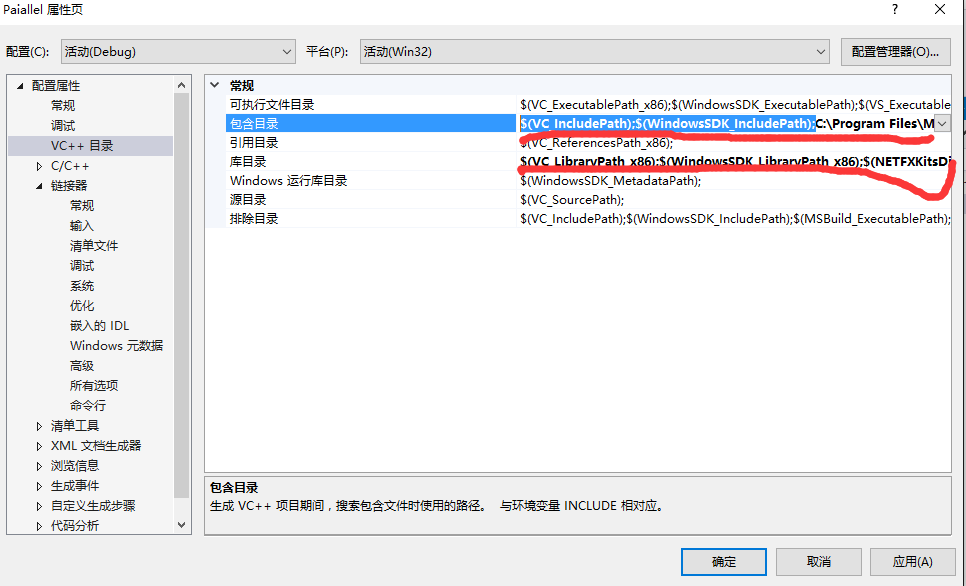 Paiallel 属性页
?
配置(C): 活动(Debug) 平台(P): 活动(Win32) 配置管理器(O)...
配置属性
常规
调试
VC++ 目录
C/C++
链接器
常规
输入
清单文件
调试
系统
优化
嵌入的 IDL
Windows 元数据
高级
所有选项
命令行
清单工具
XML 文档生成器
浏览信息
生成事件
自定义生成步骤
代码分析
常规
可执行文件目录 $(VC_ExecutablePath_x86);$(WindowsSDK_ExecutablePath);$(VS_Executable
包含目录 $(VC_IncludePath);$(WindowsSDK_IncludePath);C:\Program Files\M
引用目录 $(VC_ReferencesPath_x86);
库目录 $(VC_LibraryPath_x86);$(WindowsSDK_LibraryPath_x86);$(NETFXKitsDi
Windows 运行库目录 $(WindowsSDK_MetadataPath);
源目录 $(VC_SourcePath);
排除目录 $(VC_IncludePath);$(WindowsSDK_IncludePath);$(MSBuild_ExecutablePath);
包含目录
生成 VC++ 项目期间，搜索包含文件时使用的路径。 与环境变量 INCLUDE 相对应。
确定 取消 应用(A)